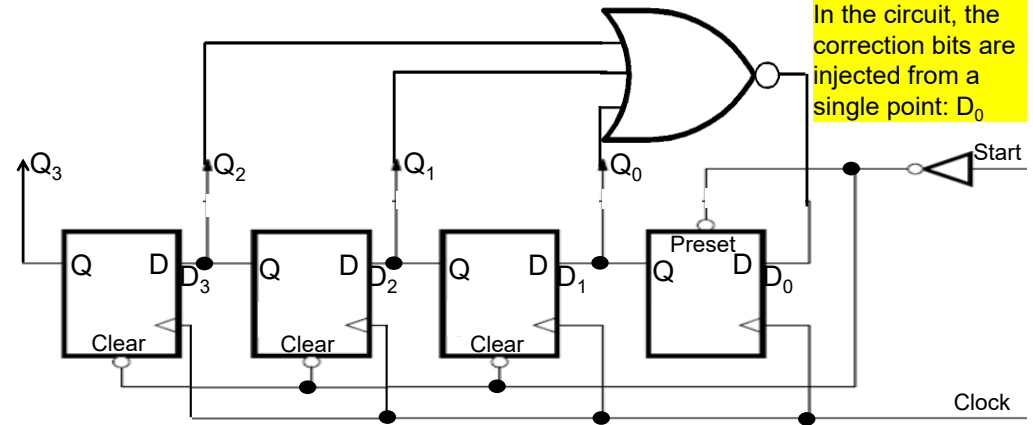 In the circuit, the
correction bits are
injected from a
single point: D₀
Start
Q₃
Q₂
Q₁
Q₀
Preset
Q
D
D₃
Q
D
D₂
Q
D
D₁
Q
D
D₀
Clear
Clear
Clear
Clock